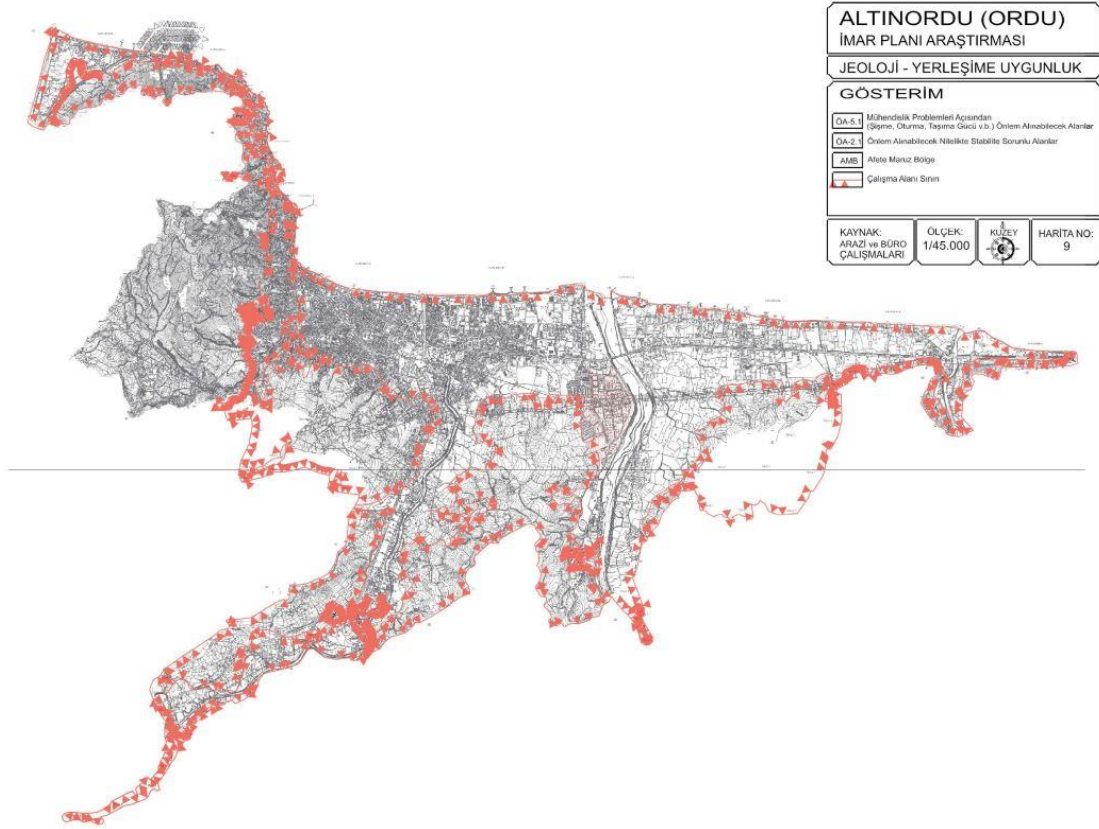 ALTINORDU (ORDU)
İMAR PLANI ARAŞTIRMASI
JEOLOJİ - YERLEŞİME UYGUNLUK
GÖSTERİM
ÖA-5.1 Mühendislik Problemleri Açısından
(Şişme, Oturma, Taşıma Gücü v.b.) Önlem Alınabilecek Alanlar
ÖA-2.1 Önlem Alınabilecek Nitelikte Stabilite Sorunlu Alanlar
AMB Afete Maruz Bölge
Çalışma Alanı Sınırı
KAYNAK:
ARAZİ ve BÜRO
ÇALIŞMALARI
ÖLÇEK:
1/45.000
KUZEY
HARİTA NO:
9